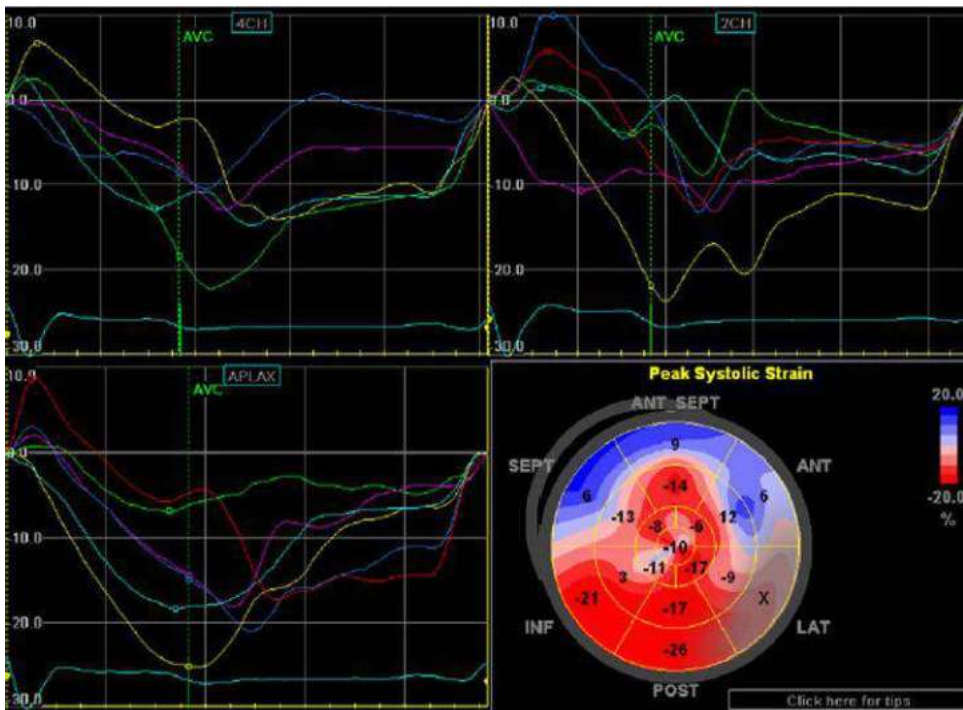 10.0
4CH
AVC
0.0
-10.0
20.0
30.0
10.0
2CH
AVC
0.0
-10.0
20.0
30.0
10.0
APLAX
AVC
0.0
10.0
20.0
30.0
Peak Systolic Strain
ANT_SEPT
20.0
SEPT
9
ANT
6
-14
6
-20.0
%
-13
12
-8
-6
-10
3
-11
-17
-9
-21
X
-17
INF
LAT
-26
POST
Click here for tips